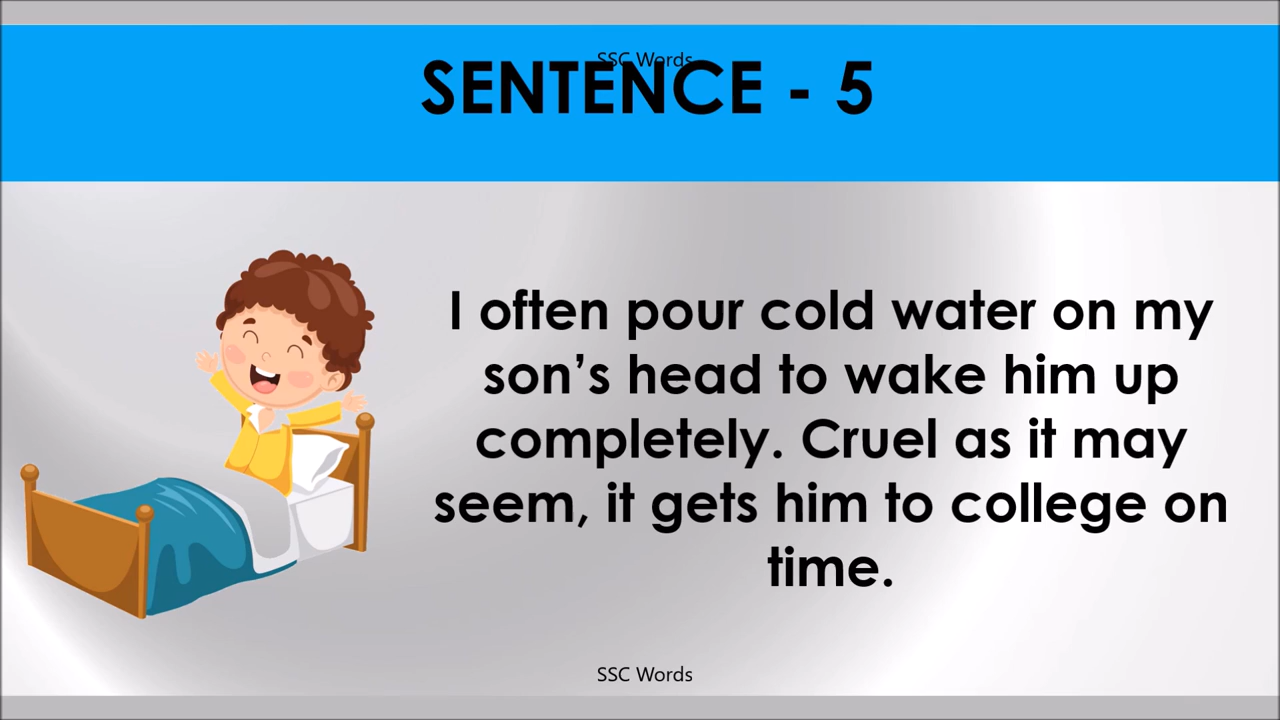 SSC Words
SENTENCE - 5
I often pour cold water on my
son’s head to wake him up
completely. Cruel as it may
seem, it gets him to college on
time.
SSC Words